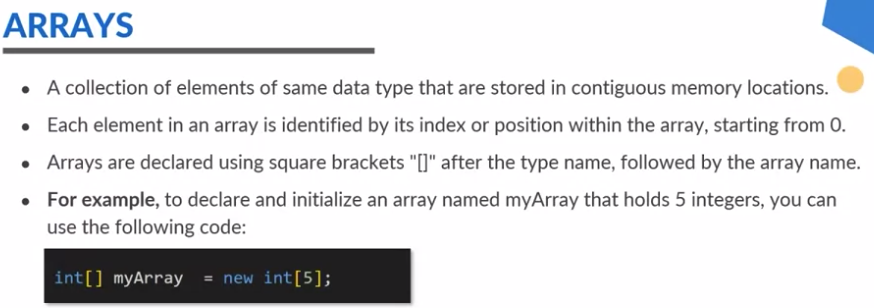 ARRAYS
• A collection of elements of same data type that are stored in contiguous memory locations.
• Each element in an array is identified by its index or position within the array, starting from 0.
• Arrays are declared using square brackets "[]" after the type name, followed by the array name.
• For example, to declare and initialize an array named myArray that holds 5 integers, you can
use the following code:
int[] myArray  = new int[5];